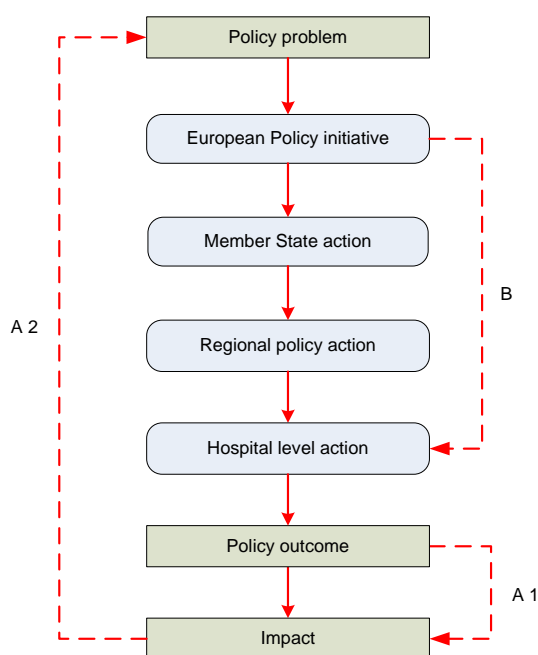 Policy problem
European Policy initiative
Member State action
B
Regional policy action
A 2
Hospital level action
Policy outcome
A 1
Impact